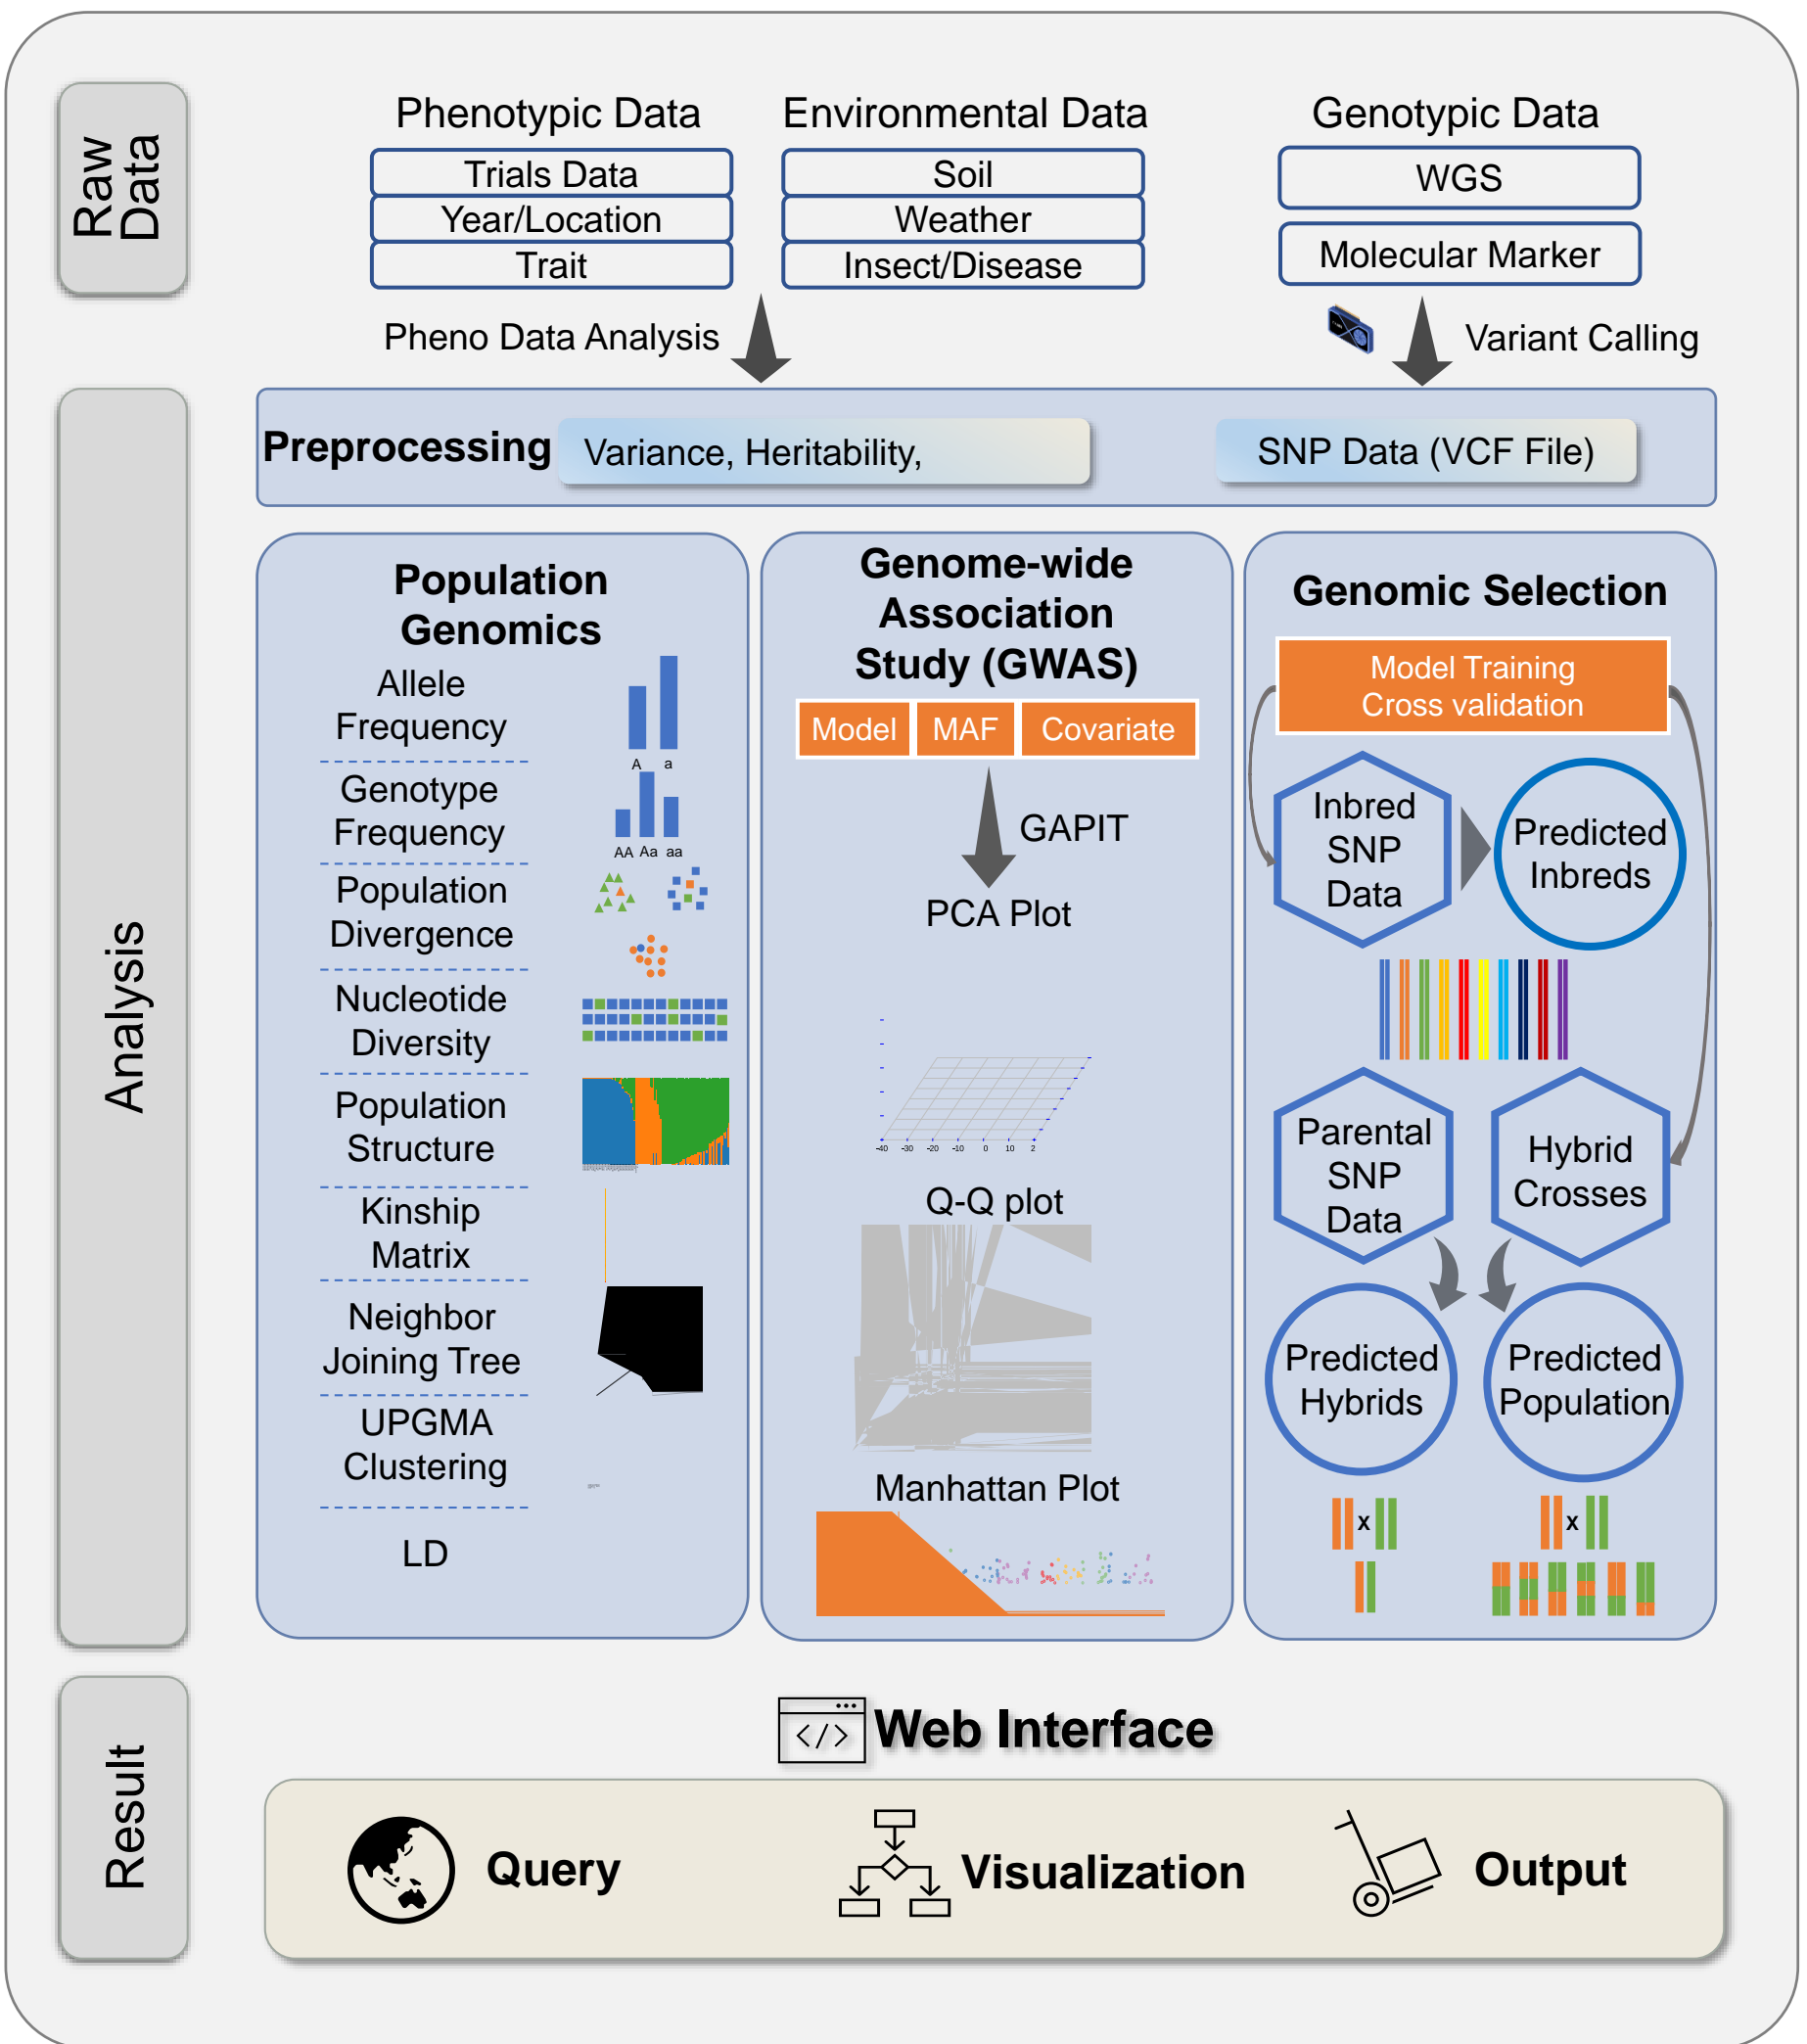 Raw
Data
Phenotypic Data
Trials Data
Year/Location
Trait
Environmental Data
Soil
Weather
Insect/Disease
Genotypic Data
WGS
Molecular Marker
Pheno Data Analysis
Variant Calling
Analysis
Preprocessing
Variance, Heritability,
SNP Data (VCF File)
Population
Genomics
Allele
Frequency
A a
Genotype
Frequency
AA Aa aa
Population
Divergence
Nucleotide
Diversity
Population
Structure
Kinship
Matrix
Neighbor
Joining Tree
UPGMA
Clustering
LD
Genome-wide
Association
Study (GWAS)
Model MAF Covariate
GAPIT
PCA Plot
-40 -30 -20 -10 0 10 2
Q-Q plot
Manhattan Plot
Genomic Selection
Model Training
Cross validation
Inbred
SNP
Data
Predicted
Inbreds
Parental
SNP
Data
Hybrid
Crosses
Predicted
Hybrids
Predicted
Population
x
x
Result
</> Web Interface
Query
Visualization
Output